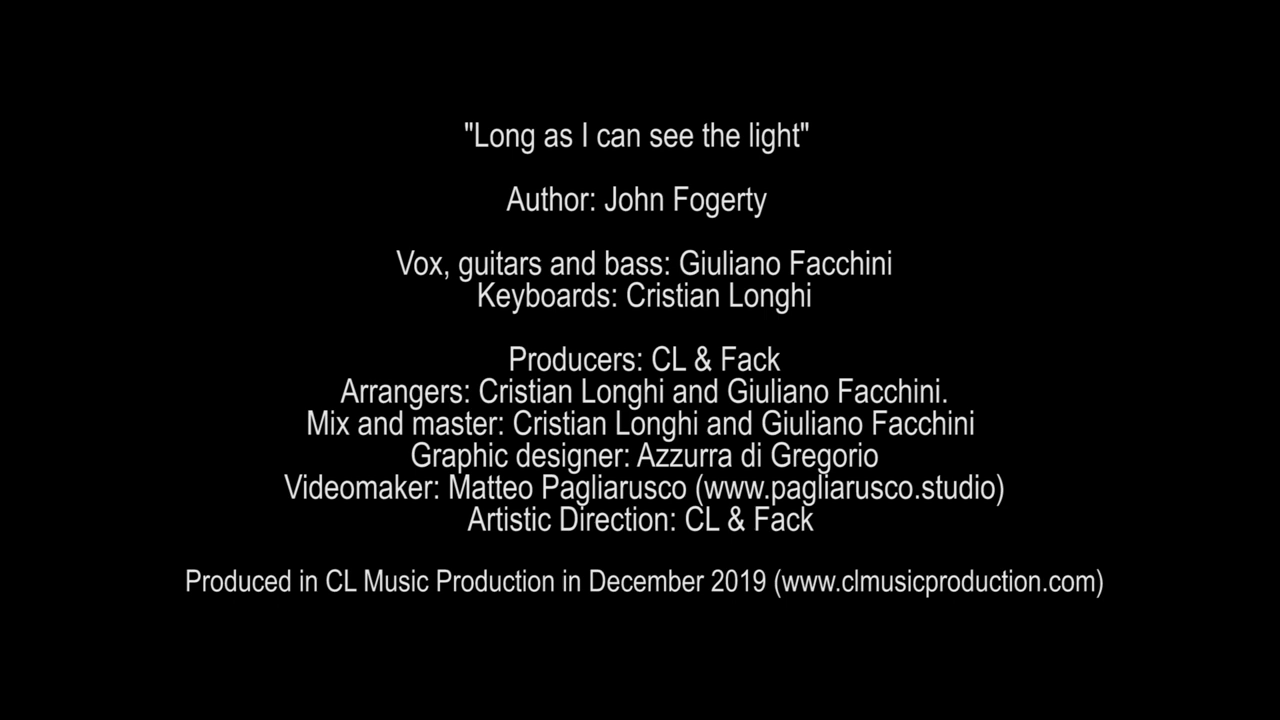 "Long as I can see the light"
Author: John Fogerty
Vox, guitars and bass: Giuliano Facchini
Keyboards: Cristian Longhi
Producers: CL & Fack
Arrangers: Cristian Longhi and Giuliano Facchini.
Mix and master: Cristian Longhi and Giuliano Facchini
Graphic designer: Azzurra di Gregorio
Videomaker: Matteo Pagliarusco (www.pagliarusco.studio)
Artistic Direction: CL & Fack
Produced in CL Music Production in December 2019 (www.clmusicproduction.com)